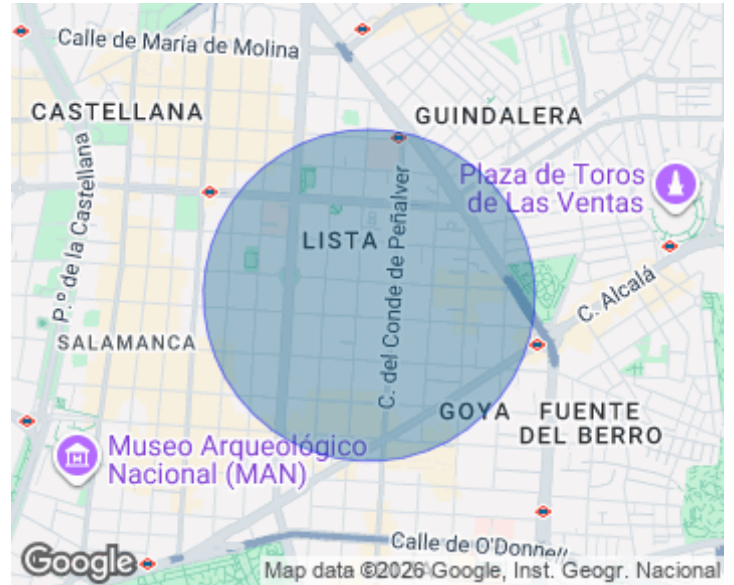 Calle de María de Molina
CASTELLANA
GUINDALERA
Plaza de Toros
de Las Ventas
P.º de la Castellana
C. del Conde de Peñalver
LISTA
C. Alcalá
SALAMANCA
GOYA
FUENTE
DEL BERRO
Museo Arqueológico
Nacional (MAN)
Calle de O'Donnell
Google
Map data ©2026 Google, Inst. Geogr. Nacional